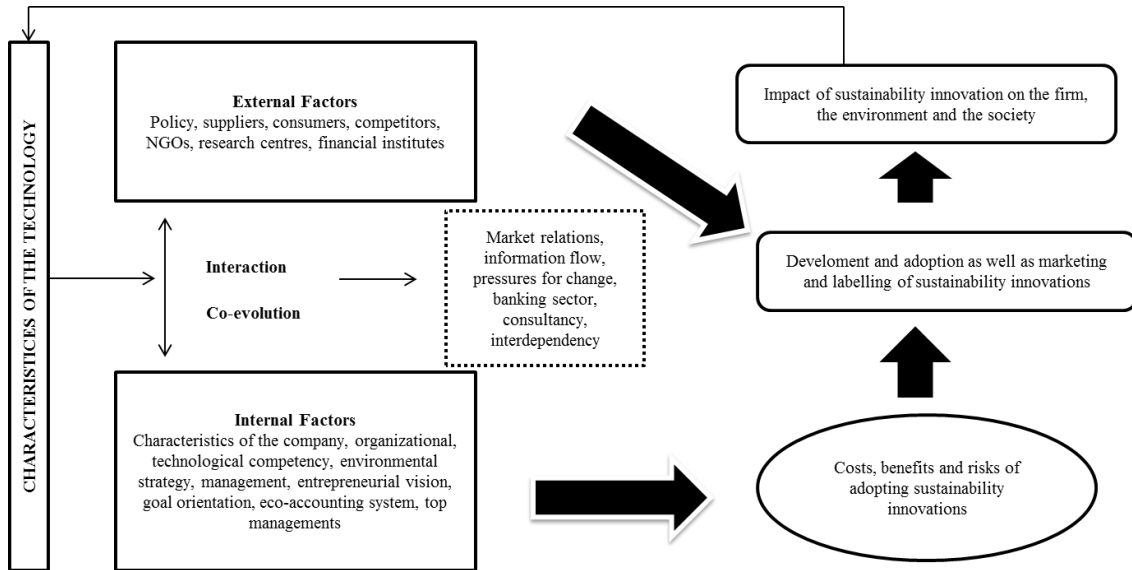 CHARACTERISTICES OF THE TECHNOLOGY
External Factors
Policy, suppliers, consumers, competitors,
NGOs, research centres, financial institutes
Interaction
Co-evolution
Market relations,
information flow,
pressures for change,
banking sector,
consultancy,
interdependency
Internal Factors
Characteristics of the company, organizational,
technological competency, environmental
strategy, management, entrepreneurial vision,
goal orientation, eco-accounting system, top
managements
Impact of sustainability innovation on the firm,
the environment and the society
Develoment and adoption as well as marketing
and labelling of sustainability innovations
Costs, benefits and risks of
adopting sustainability
innovations